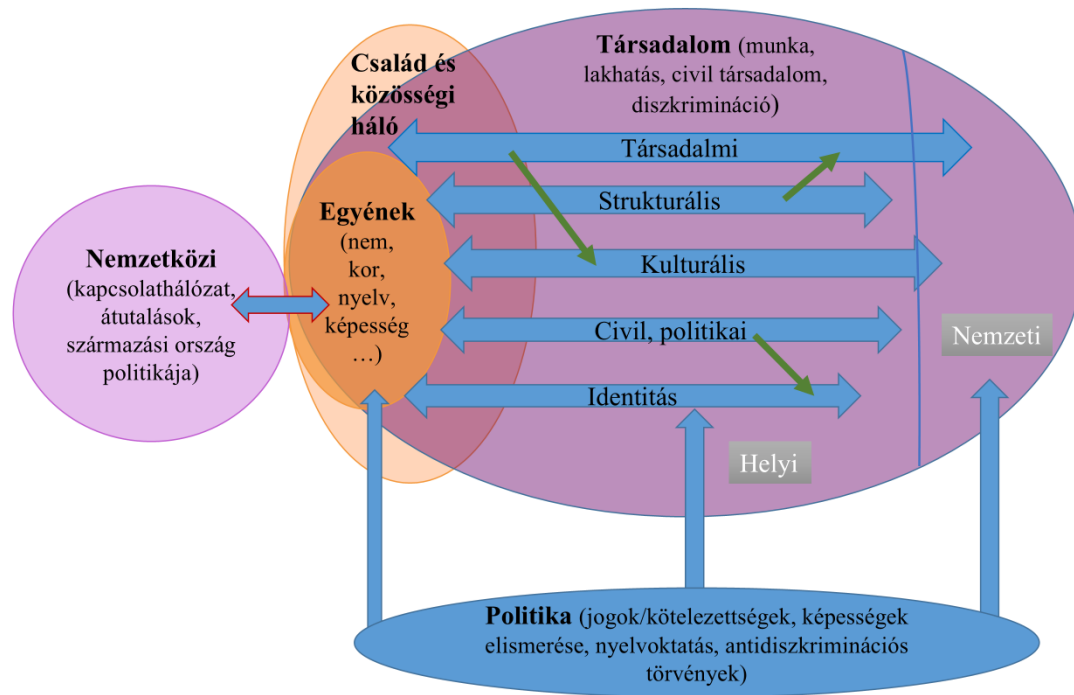 Család és
közösségi
háló
Társadalom (munka,
lakhatás, civil társadalom,
diszkrimináció)
Társadalmi
Strukturális
Kulturális
Civil, politikai
Identitás
Egyének
(nem,
kor,
nyelv,
képesség
…)
Nemzetközi
(kapcsolathálózat,
átutalások,
származási ország
politikája)
Nemzeti
Helyi
Politika (jogok/kötelezettségek, képességek
elismerése, nyelvoktatás, antidiszkriminációs
törvények)